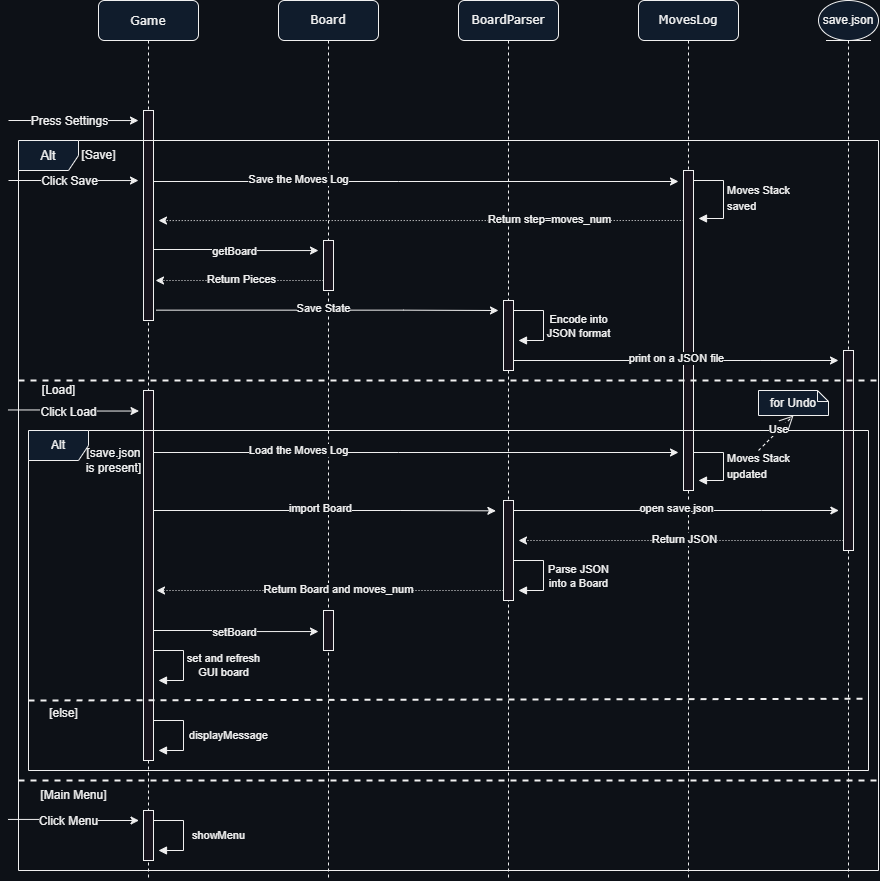 Game
Board
BoardParser
MovesLog
save.json
Press Settings
Alt
[Save]
Click Save
Save the Moves Log
Moves Stack
saved
Return step=moves_num
getBoard
Return Pieces
Save State
Encode into
JSON format
print on a JSON file
[Load]
Click Load
for Undo
Use
Alt
[save.json
is present]
Load the Moves Log
Moves Stack
updated
import Board
open save.json
Return JSON
Parse JSON
into a Board
Return Board and moves_num
setBoard
set and refresh
GUI board
[else]
displayMessage
[Main Menu]
Click Menu
showMenu